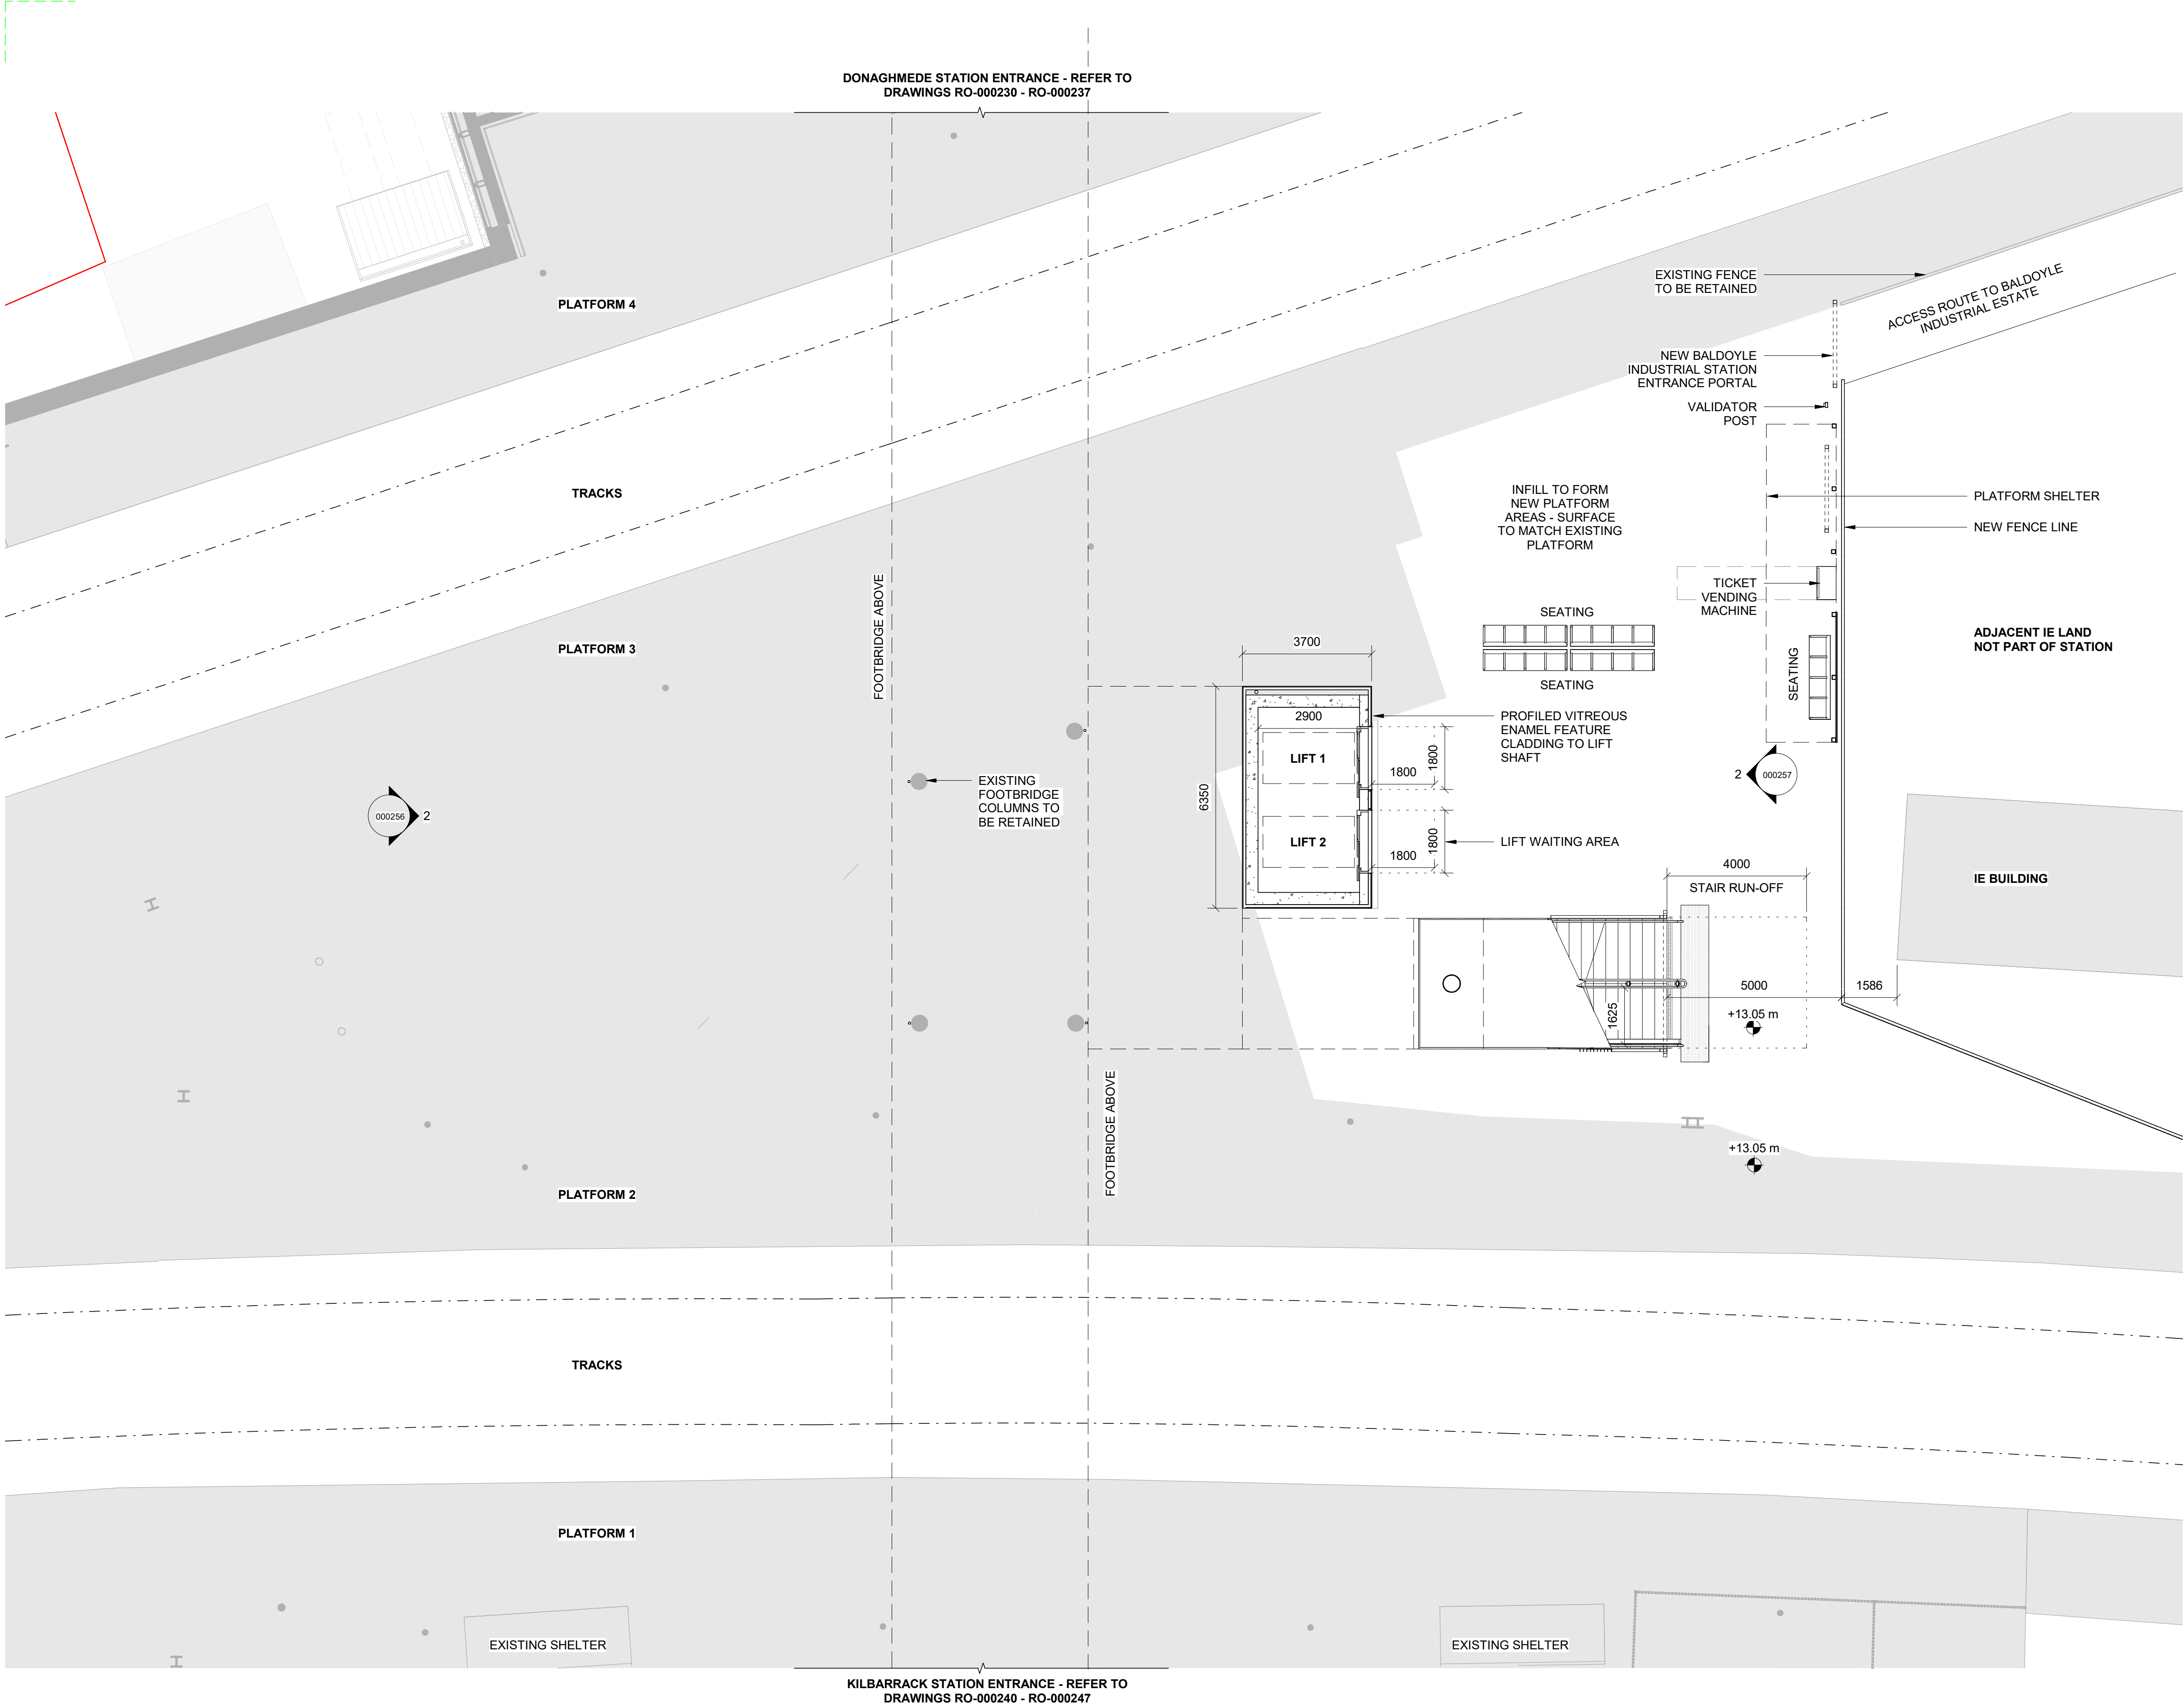 DONAGHMEDE STATION ENTRANCE - REFER TO
DRAWINGS RO-000230 - RO-000237
PLATFORM 4
EXISTING FENCE
TO BE RETAINED
ACCESS ROUTE TO BALDOYLE
INDUSTRIAL ESTATE
NEW BALDOYLE
INDUSTRIAL STATION
ENTRANCE PORTAL
VALIDATOR
POST
TRACKS
INFILL TO FORM
NEW PLATFORM
AREAS - SURFACE
TO MATCH EXISTING
PLATFORM
PLATFORM SHELTER
NEW FENCE LINE
TICKET
VENDING
MACHINE
FOOTBRIDGE ABOVE
SEATING
SEATING
SEATING
ADJACENT IE LAND
NOT PART OF STATION
PLATFORM 3
3700
2900
6350
LIFT 1
LIFT 2
1800
1800
1800
1800
PROFILED VITREOUS
ENAMEL FEATURE
CLADDING TO LIFT
SHAFT
EXISTING
FOOTBRIDGE
COLUMNS TO
BE RETAINED
000256
2
2
000257
LIFT WAITING AREA
4000
STAIR RUN-OFF
IE BUILDING
5000
1586
1625
+13.05 m
FOOTBRIDGE ABOVE
+13.05 m
PLATFORM 2
TRACKS
PLATFORM 1
EXISTING SHELTER
EXISTING SHELTER
KILBARRACK STATION ENTRANCE - REFER TO
DRAWINGS RO-000240 - RO-000247